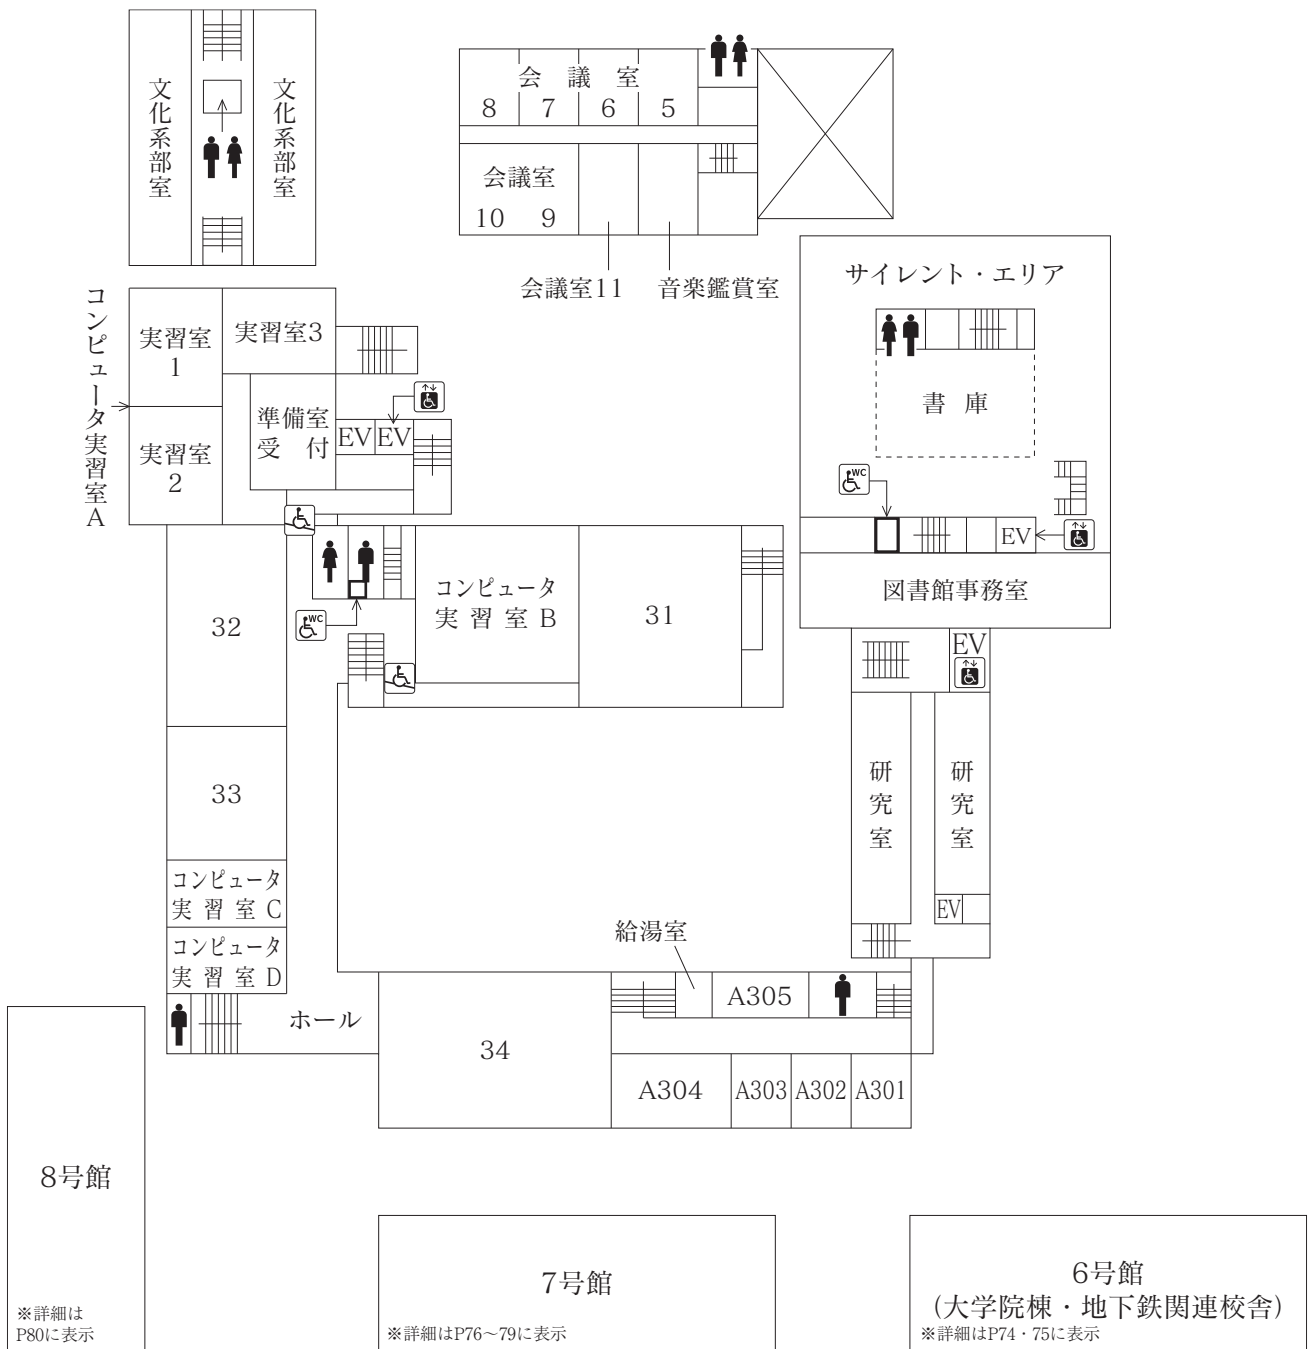 文化系部室
文化系部室
会議室
8 7 6 5
会議室
10 9
会議室11
音楽鑑賞室
サイレント・エリア
書庫
WC
EV
図書館事務室
コンピュータ実習室A
実習室
1
実習室3
準備室
受付
EV EV
実習室
2
コンピュータ
実習室B
31
32
WC
33
コンピュータ
実習室C
コンピュータ
実習室D
ホール
EV
研究室
研究室
EV
給湯室
A305
34
A304
A303
A302
A301
8号館
※詳細は
P80に表示
7号館
※詳細はP76~79に表示
6号館
(大学院棟・地下鉄関連校舎)
※詳細はP74・75に表示